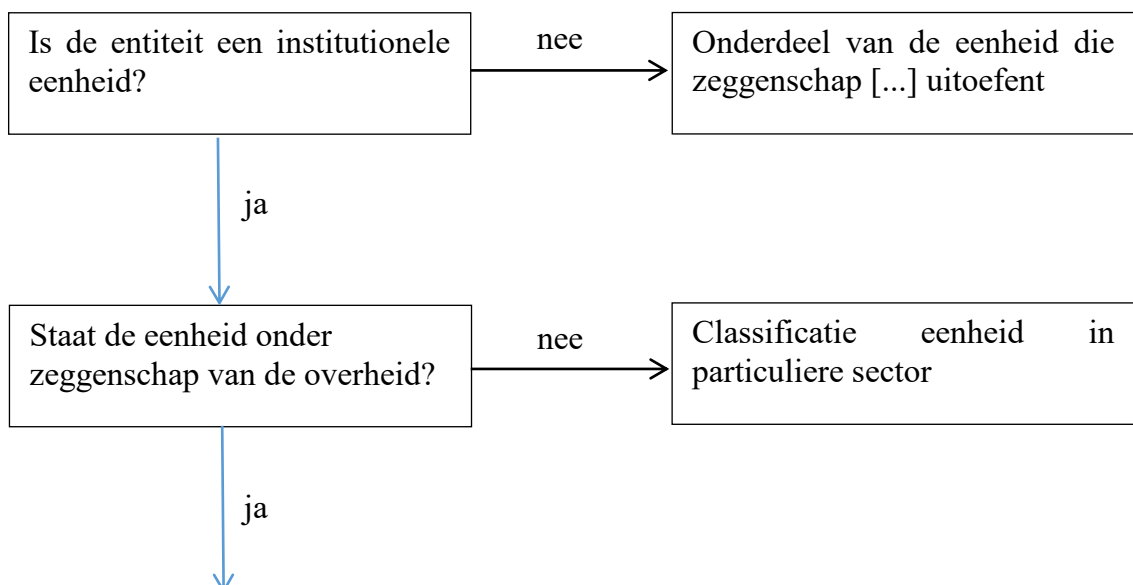 Is de entiteit een institutionele
eenheid?
nee
Onderdeel van de eenheid die
zeggenschap [...] uitoefent
ja
Staat de eenheid onder
zeggenschap van de overheid?
nee
Classificatie eenheid in
particuliere sector
ja